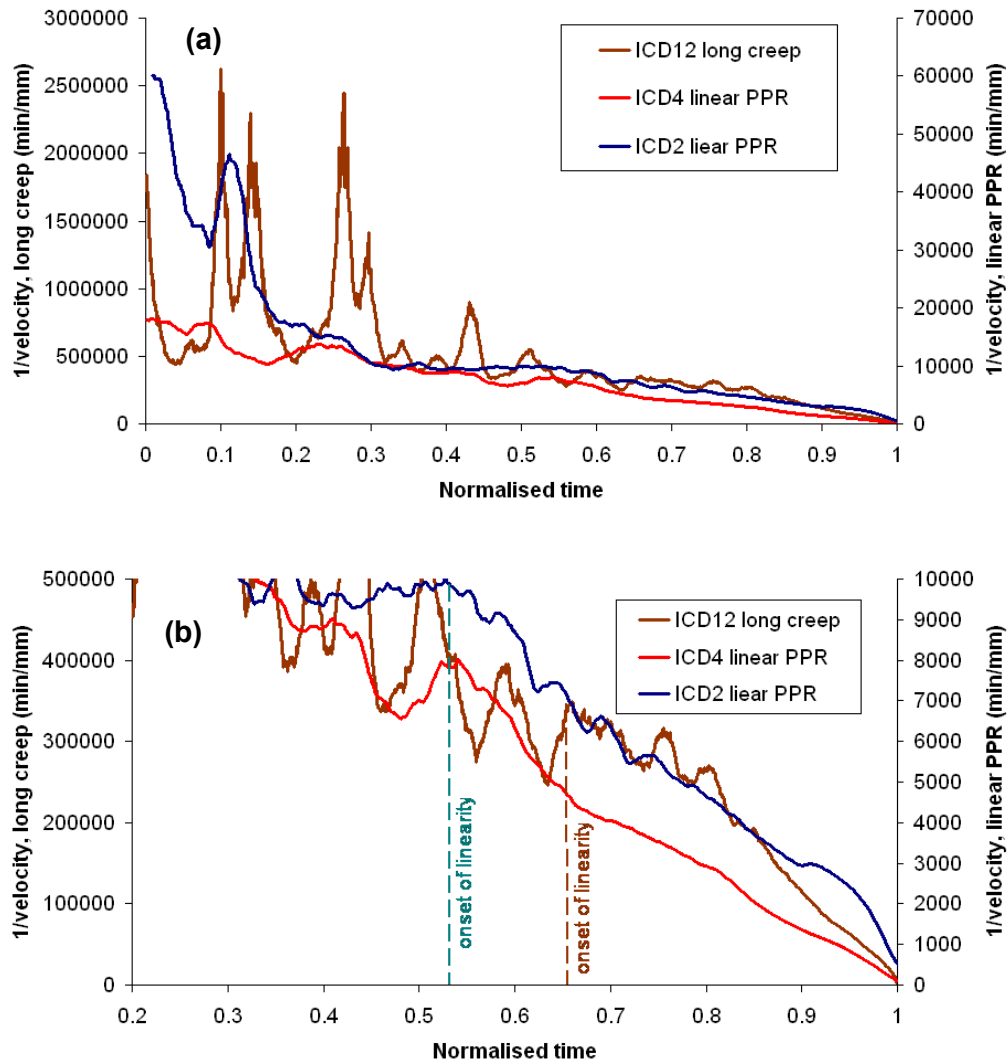 (a)
ICD12 long creep
ICD4 linear PPR
ICD2 liear PPR
1/velocity, long creep (min/mm)
3000000
2500000
2000000
1500000
1000000
500000
0
70000
60000
50000
40000
30000
20000
10000
0
1/velocity, linear PPR (min/mm)
0 0.1 0.2 0.3 0.4 0.5 0.6 0.7 0.8 0.9 1
Normalised time
(b)
ICD12 long creep
ICD4 linear PPR
ICD2 liear PPR
1/velocity, long creep (min/mm)
500000
400000
300000
200000
100000
0
onset of linearity
onset of linearity
10000
9000
8000
7000
6000
5000
4000
3000
2000
1000
0
1/velocity, linear PPR (min/mm)
0.2 0.3 0.4 0.5 0.6 0.7 0.8 0.9 1
Normalised time